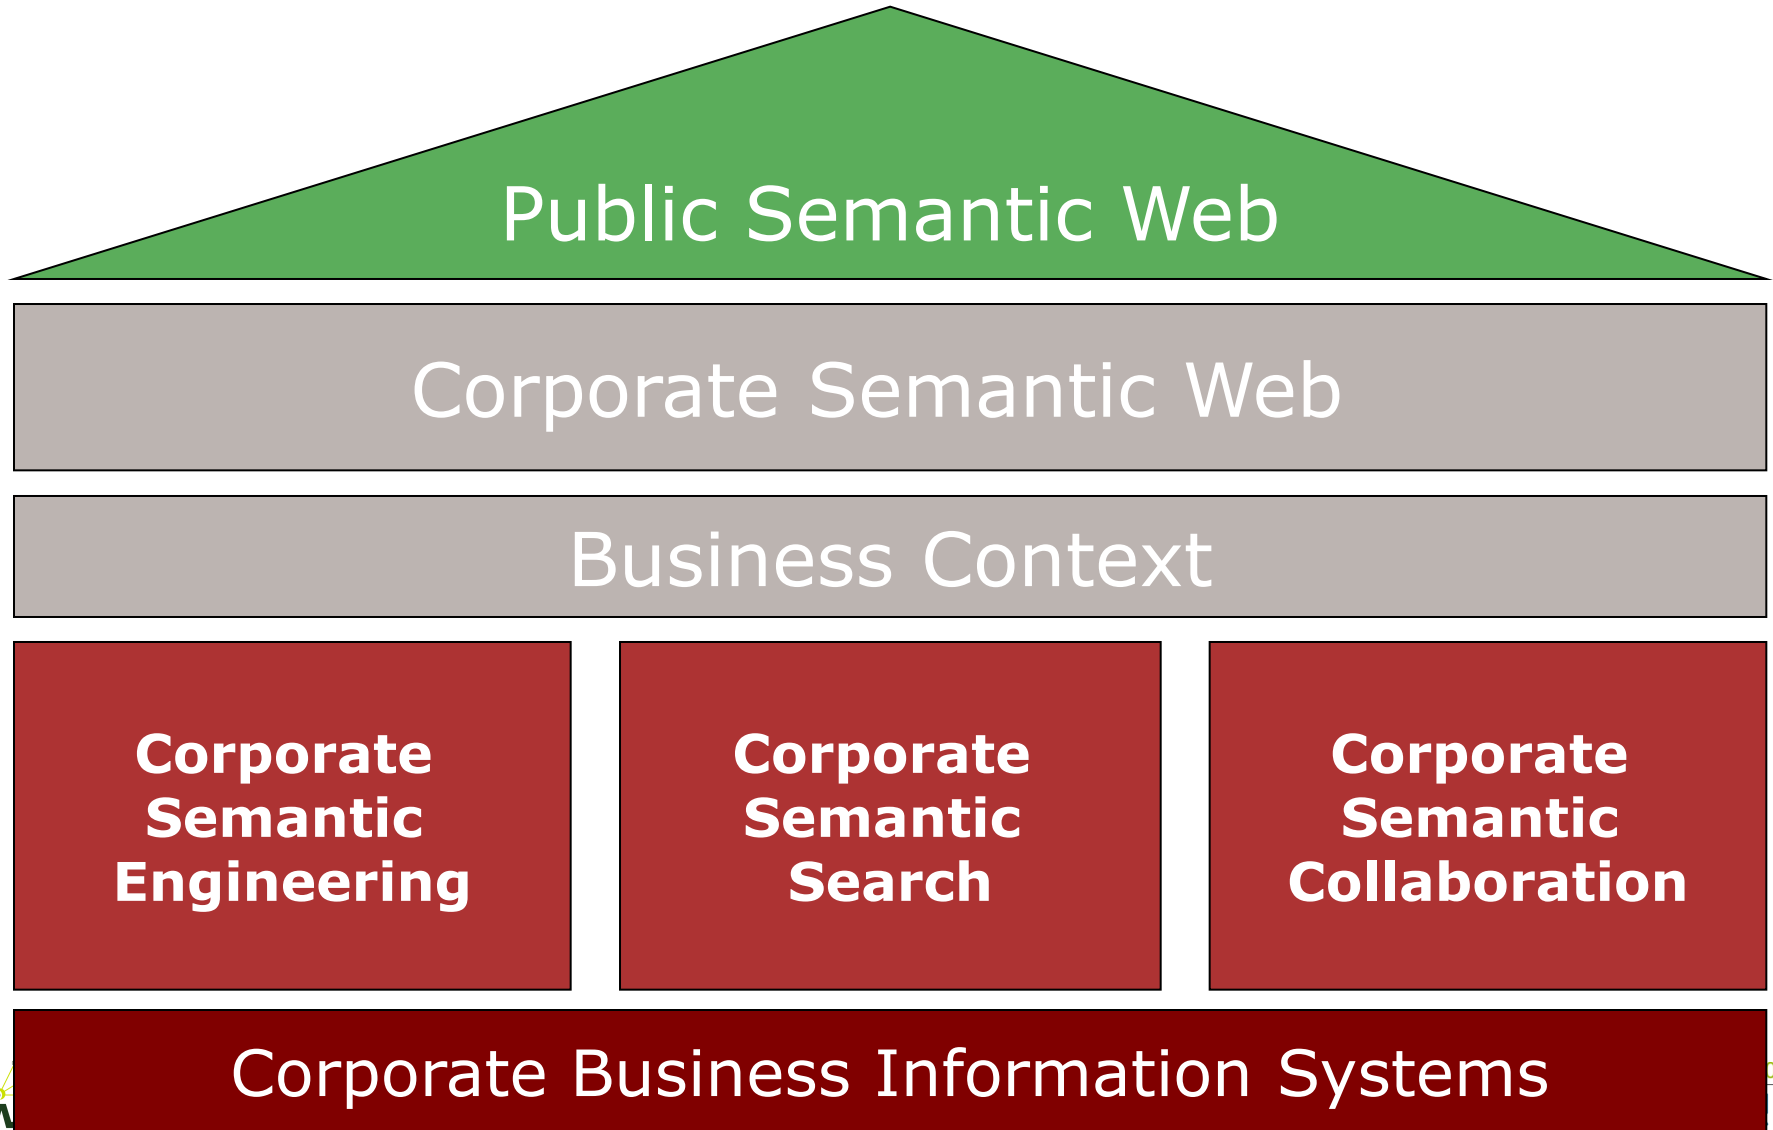 Public Semantic Web
Corporate Semantic Web
Business Context
Corporate
Semantic
Engineering
Corporate
Semantic
Search
Corporate
Semantic
Collaboration
Corporate Business Information Systems